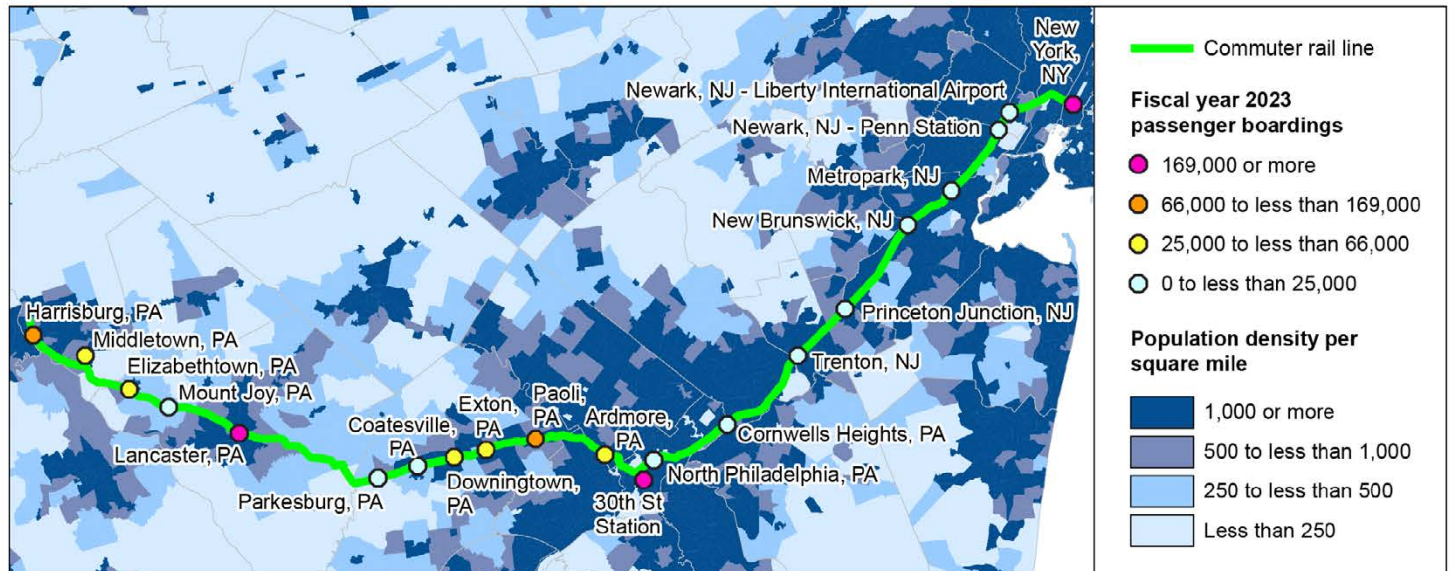 New
York,
NY
Newark, NJ - Liberty International Airport
Newark, NJ - Penn Station
Metropark, NJ
New Brunswick, NJ
Princeton Junction, NJ
Trenton, NJ
Cornwells Heights, PA
North Philadelphia, PA
30th St
Station
Ardmore,
PA
Paoli,
PA
Exton,
PA
Downingtown,
PA
Coatesville,
PA
Parkesburg, PA
Lancaster, PA
Mount Joy, PA
Elizabethtown, PA
Middletown, PA
Harrisburg, PA
Commuter rail line
Fiscal year 2023
passenger boardings
169,000 or more
66,000 to less than 169,000
25,000 to less than 66,000
0 to less than 25,000
Population density per
square mile
1,000 or more
500 to less than 1,000
250 to less than 500
Less than 250